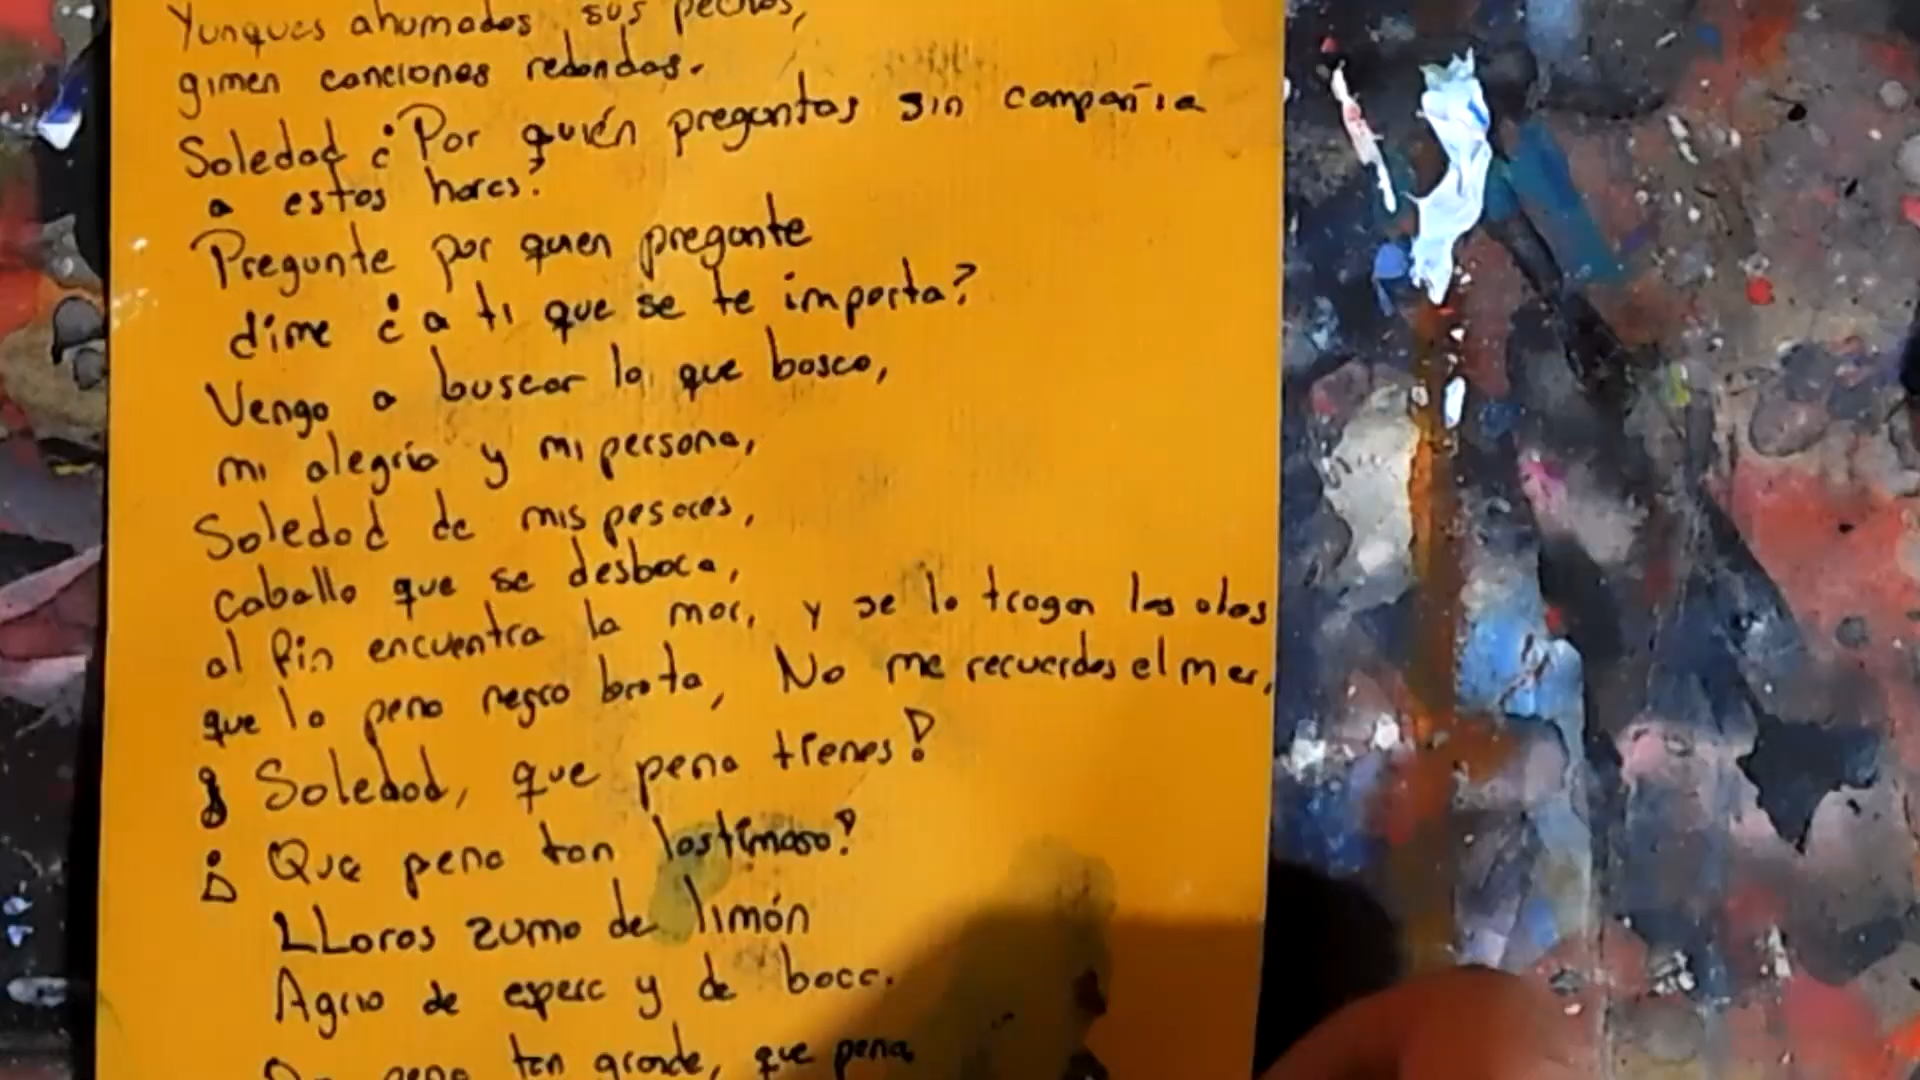 Yunques ahumados sus pechos,
gimen canciones redondas.
Soledad ¿Por quién preguntas sin compañia
a estas horas?
Pregunte por quien pregunte
dime ¿a ti que se te importa?
Vengo a buscar lo que busco,
mi alegría y mi persona,
Soledad de mis pesares,
caballo que se desboca,
al fin encuentra la mar, y se lo tragan las olas
que la pena negra brota, No me recuerdes el mar,
¡Soledad, que pena tienes!
¡Que pena tan lastimosa!
LLoras zumo de limón
Agrio de espera y de boca.
pena tan grande, que pena